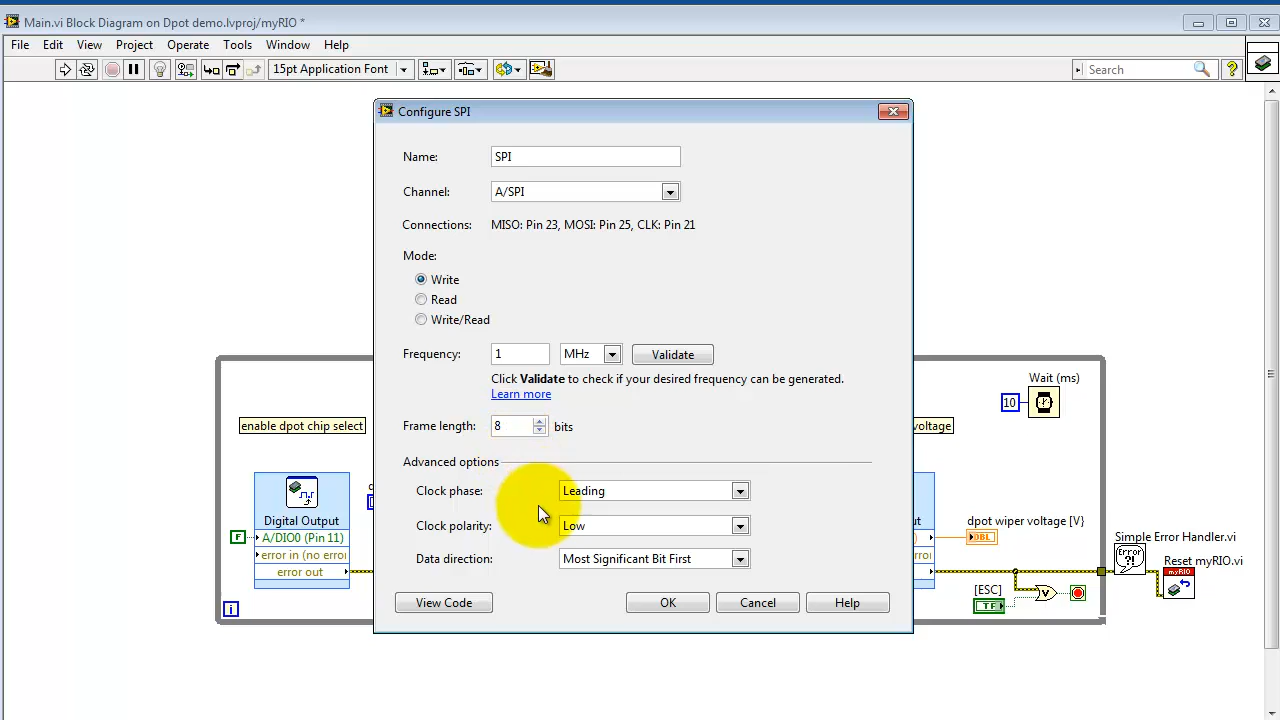 Main.vi Block Diagram on Dpot demo.lvproj/myRIO *
File Edit View Project Operate Tools Window Help
15pt Application Font
Search
Configure SPI
Name: SPI
Channel: A/SPI
Connections: MISO: Pin 23, MOSI: Pin 25, CLK: Pin 21
Mode:
Write
Read
Write/Read
Frequency: 1 MHz Validate
Click Validate to check if your desired frequency can be generated.
Learn more
Frame length: 8 bits
Advanced options
Clock phase: Leading
Clock polarity: Low
Data direction: Most Significant Bit First
View Code OK Cancel Help
enable dpot chip select
Digital Output
F A/DIO0 (Pin 11)
error in (no erro
error out
i
voltage
Wait (ms)
10
ut
dpot wiper voltage [V]
DBL
[ESC]
TF
V
Simple Error Handler.vi
Error
?!
Reset myRIO.vi
myRIO